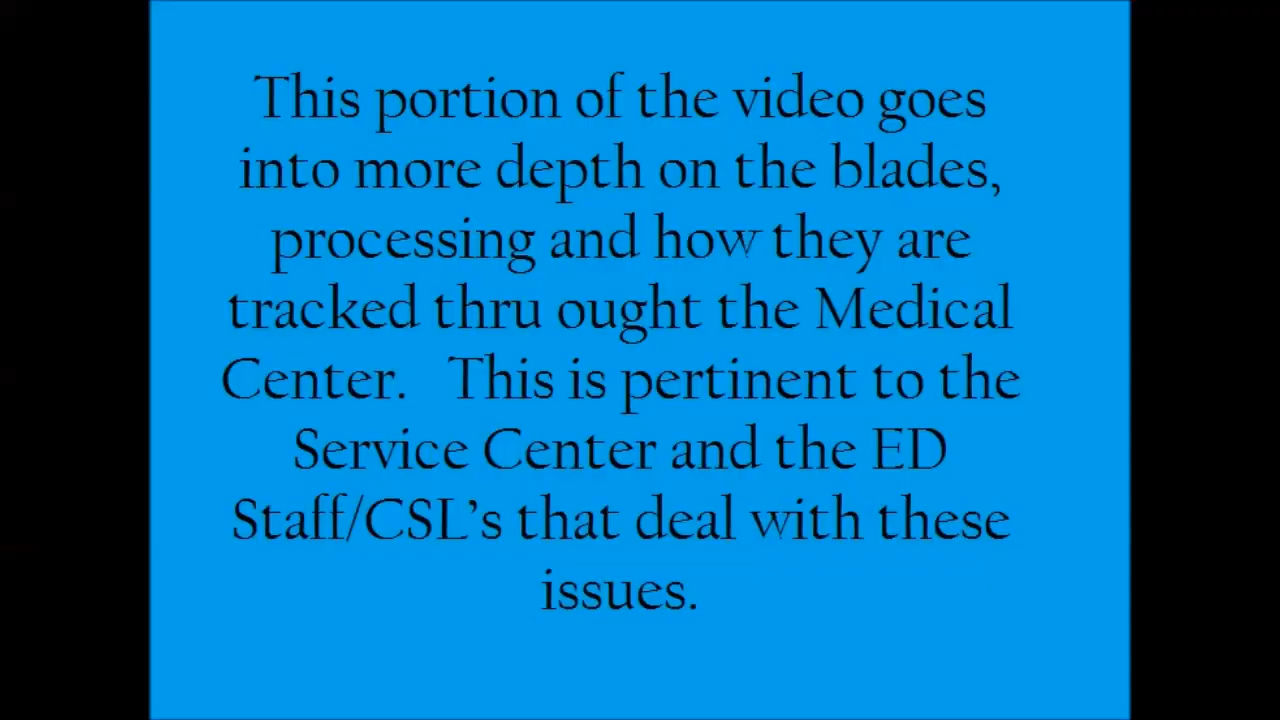 This portion of the video goes
into more depth on the blades,
processing and how they are
tracked thru ought the Medical
Center.   This is pertinent to the
Service Center and the ED
Staff/CSL’s that deal with these
issues.